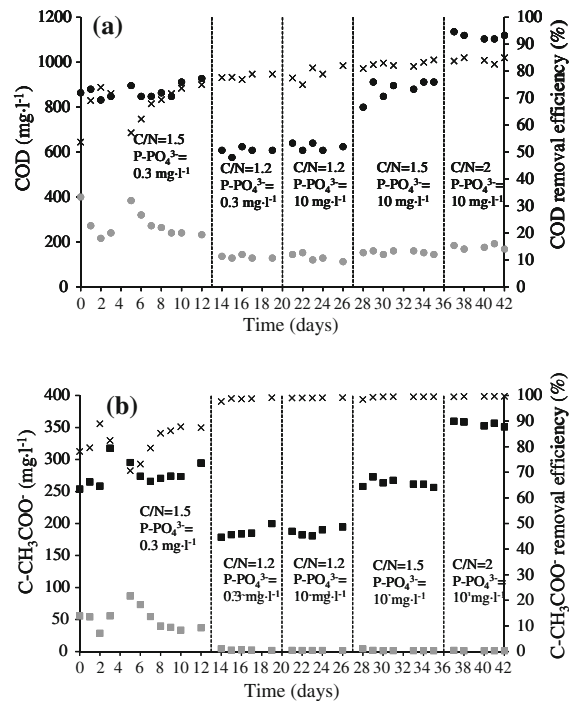 (a)
COD (mg·l-1)
1200
1000
800
600
400
200
0
C/N=1.5
P-PO43-=
0.3 mg·l-1
C/N=1.2
P-PO43-=
0.3 mg·l-1
C/N=1.2
P-PO43-=
10 mg·l-1
C/N=1.5
P-PO43-=
10 mg·l-1
C/N=2
P-PO43-=
10 mg·l-1
100
90
80
70
60
50
40
30
20
10
0
COD removal efficiency (%)
0 2 4 6 8 10 12 14 16 18 20 22 24 26 28 30 32 34 36 38 40 42
Time (days)
(b)
C-CH3COO- (mg·l-1)
400
350
300
250
200
150
100
50
0
C/N=1.5
P-PO43-=
0.3 mg·l-1
C/N=1.2
P-PO43-=
0.3 mg·l-1
C/N=1.2
P-PO43-=
10 mg·l-1
C/N=1.5
P-PO43-=
10 mg·l-1
C/N=2
P-PO43-=
10 mg·l-1
100
90
80
70
60
50
40
30
20
10
0
C-CH3COO- removal efficiency (%)
0 2 4 6 8 10 12 14 16 18 20 22 24 26 28 30 32 34 36 38 40 42
Time (days)